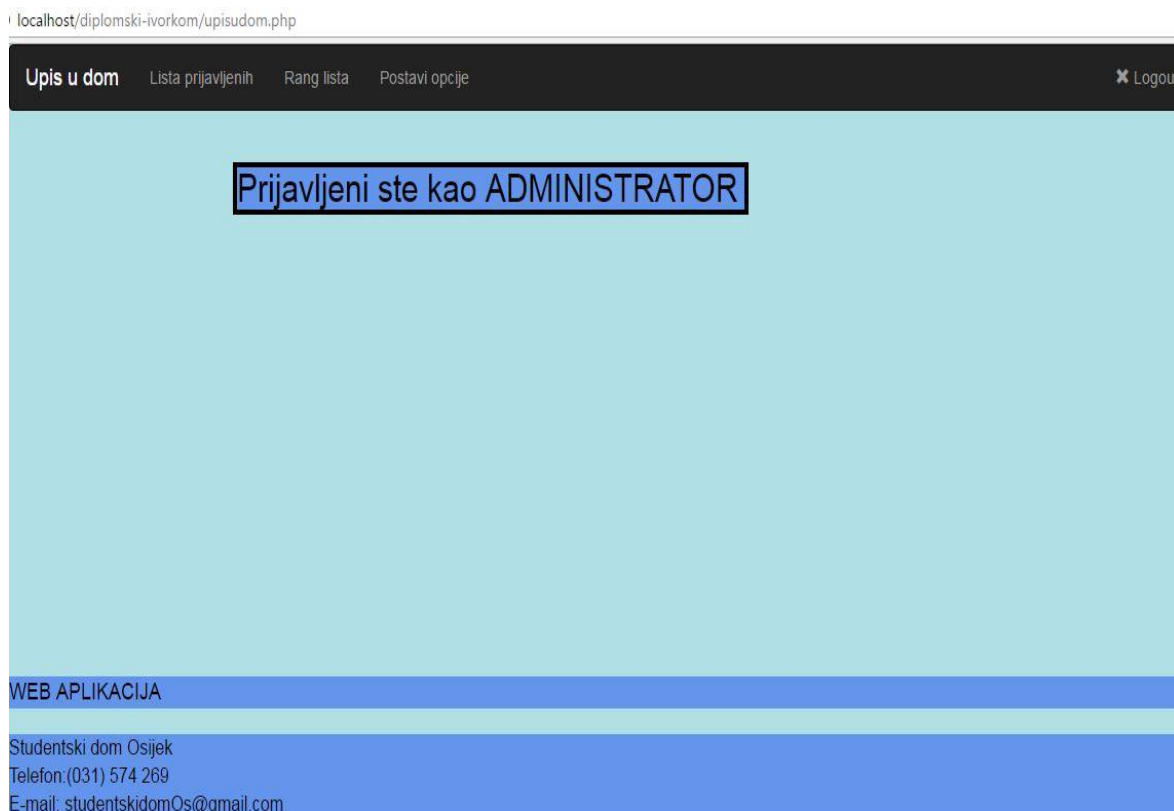 localhost/diplomski-ivorkom/upisudom.php
Upis u dom Lista prijavljenih Rang lista Postavi opcije ✖ Logou
Prijavljeni ste kao ADMINISTRATOR
WEB APLIKACIJA
Studentski dom Osijek
Telefon:(031) 574 269
E-mail: studentskidomOs@gmail.com